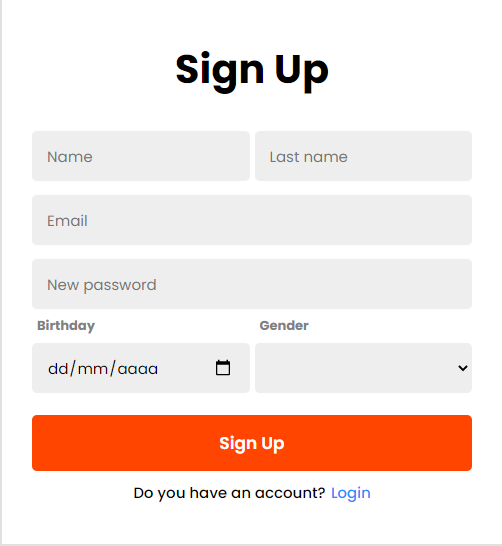 Sign Up
Name Last name
Email
New password
Birthday Gender
dd/mm/aaaa
Sign Up
Do you have an account? Login